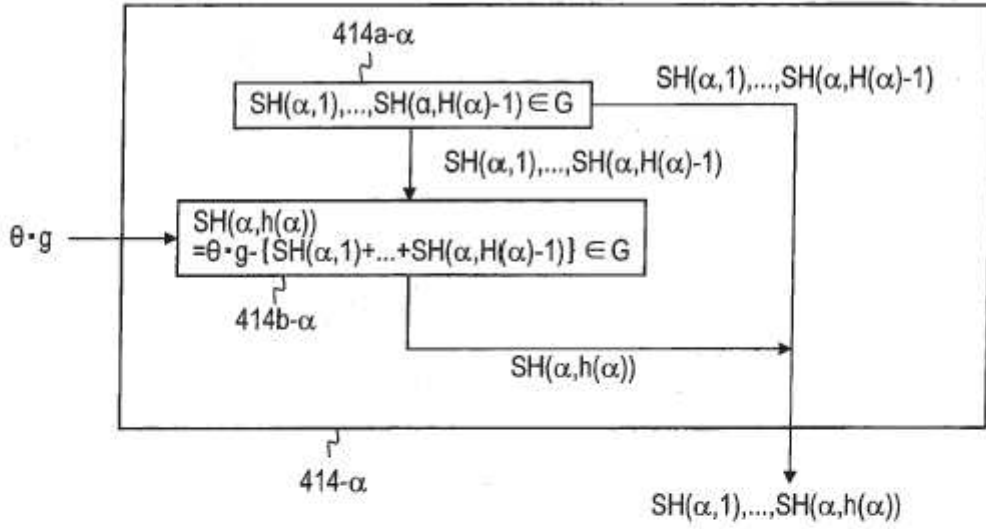 414a-α
SH(α,1),...,SH(α,H(α)-1)
SH(α,1),...,SH(α,H(α)-1)∈G
SH(α,1),...,SH(α,H(α)-1)
θ・g
SH(α,h(α))
=θ・g-{SH(α,1)+...+SH(α,H(α)-1)}∈G
414b-α
SH(α,h(α))
414-α
SH(α,1),...,SH(α,h(α))